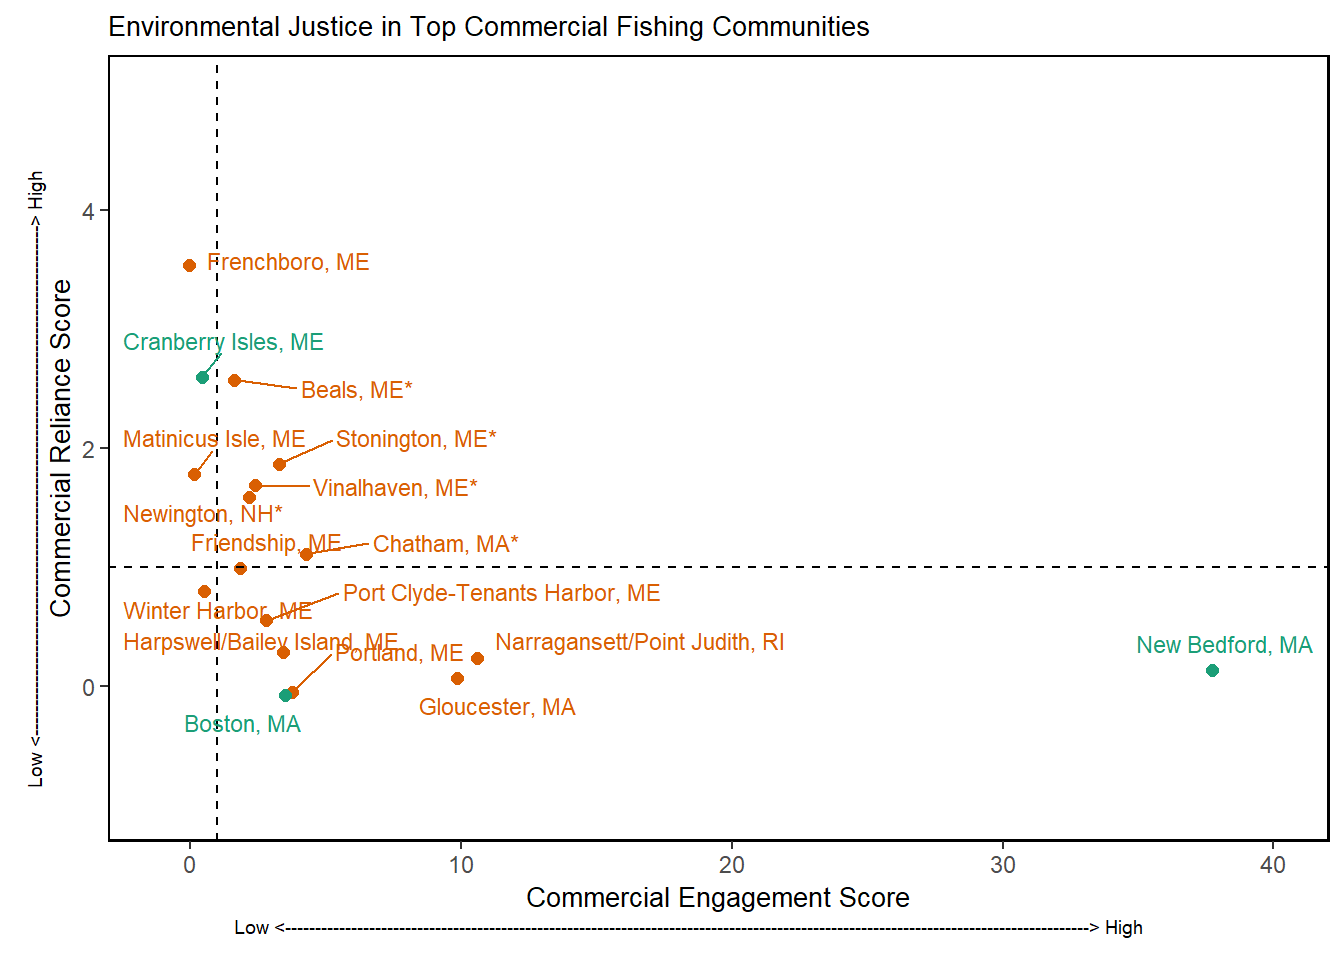 Environmental Justice in Top Commercial Fishing Communities
Low <--------------------------------------------------------------------------------> High
Commercial Reliance Score
4
2
0
Frenchboro, ME
Cranberry Isles, ME
Beals, ME*
Matinicus Isle, ME
Stonington, ME*
Vinalhaven, ME*
Newington, NH*
Friendship, ME
Chatham, MA*
Port Clyde-Tenants Harbor, ME
Winter Harbor, ME
Harpswell/Bailey Island, ME
Portland, ME
Narragansett/Point Judith, RI
New Bedford, MA
Gloucester, MA
Boston, MA
0
10
20
30
40
Commercial Engagement Score
Low <--------------------------------------------------------------------------------------------------------------------------------------> High